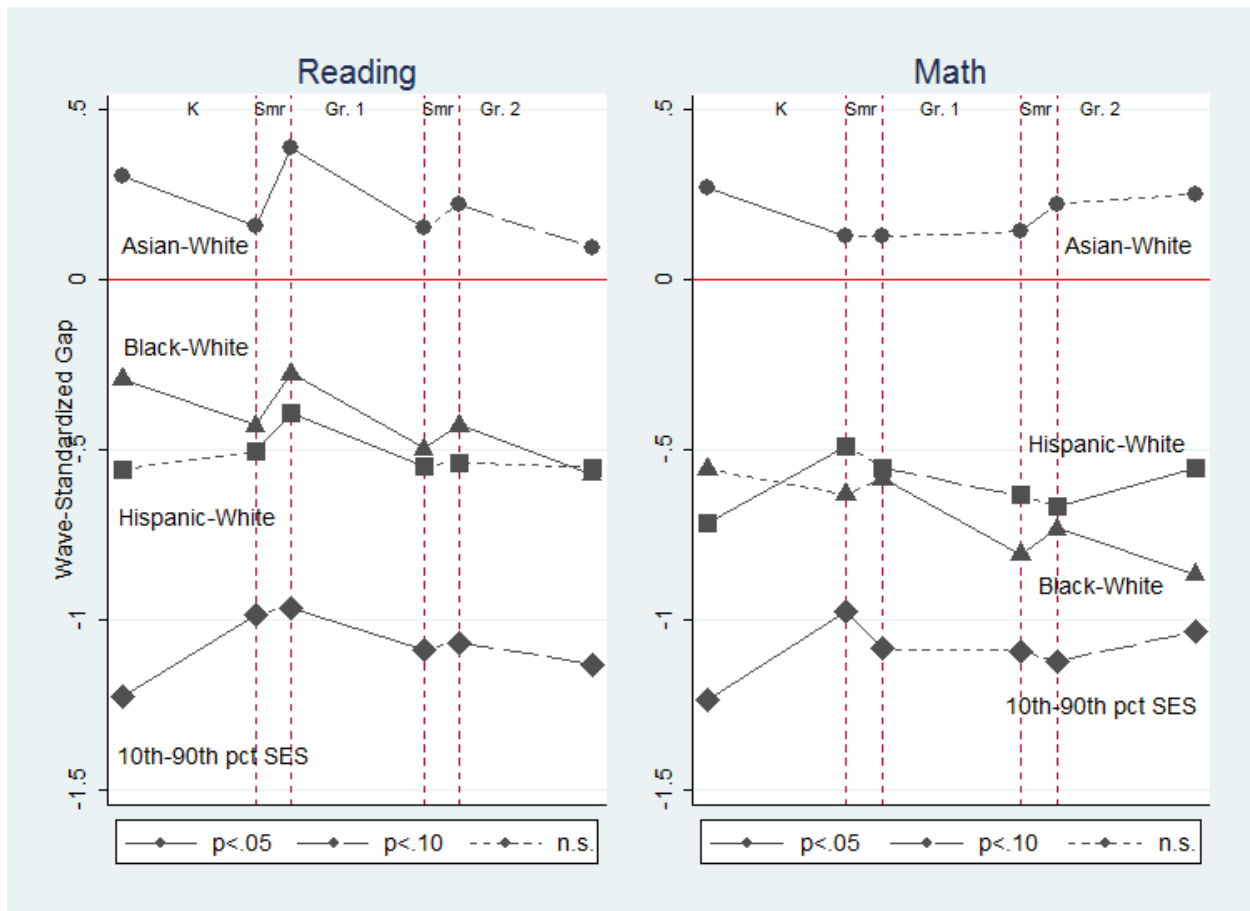 Reading
Math
Wave-Standardized Gap
.5
0
-.5
-1
-1.5
K Smr Gr. 1 Smr Gr. 2
Asian-White
Black-White
Hispanic-White
10th-90th pct SES
p<.05 p<.10 n.s.
.5
0
-.5
-1
-1.5
K Smr Gr. 1 Smr Gr. 2
Asian-White
Hispanic-White
Black-White
10th-90th pct SES
p<.05 p<.10 n.s.